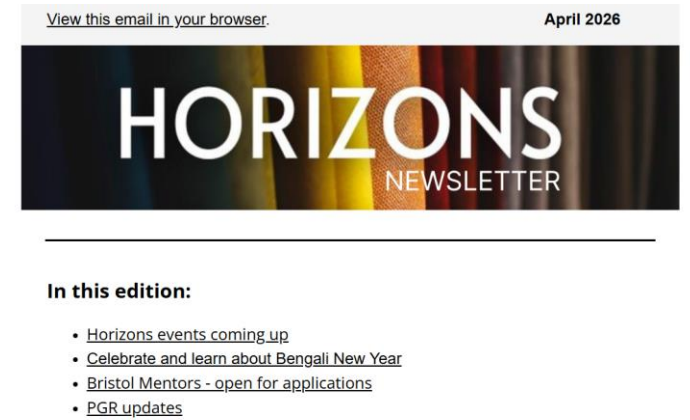 View this email in your browser.
April 2026
HORIZONS
NEWSLETTER
In this edition:
• Horizons events coming up
• Celebrate and learn about Bengali New Year
• Bristol Mentors - open for applications
• PGR updates